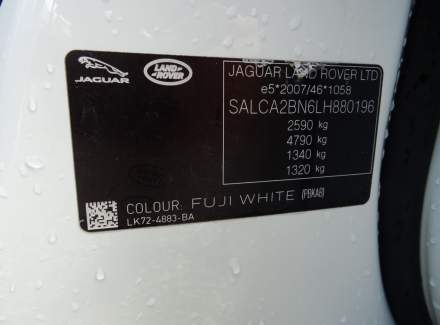 JAGUAR
LAND ROVER
JAGUAR LAND ROVER LTD
e5*2007/46*1058
SALCA2BN6LH880196
2590 kg
4790 kg
1340 kg
1320 kg
COLOUR: FUJI WHITE (PBKAB)
LK72-4883-BA